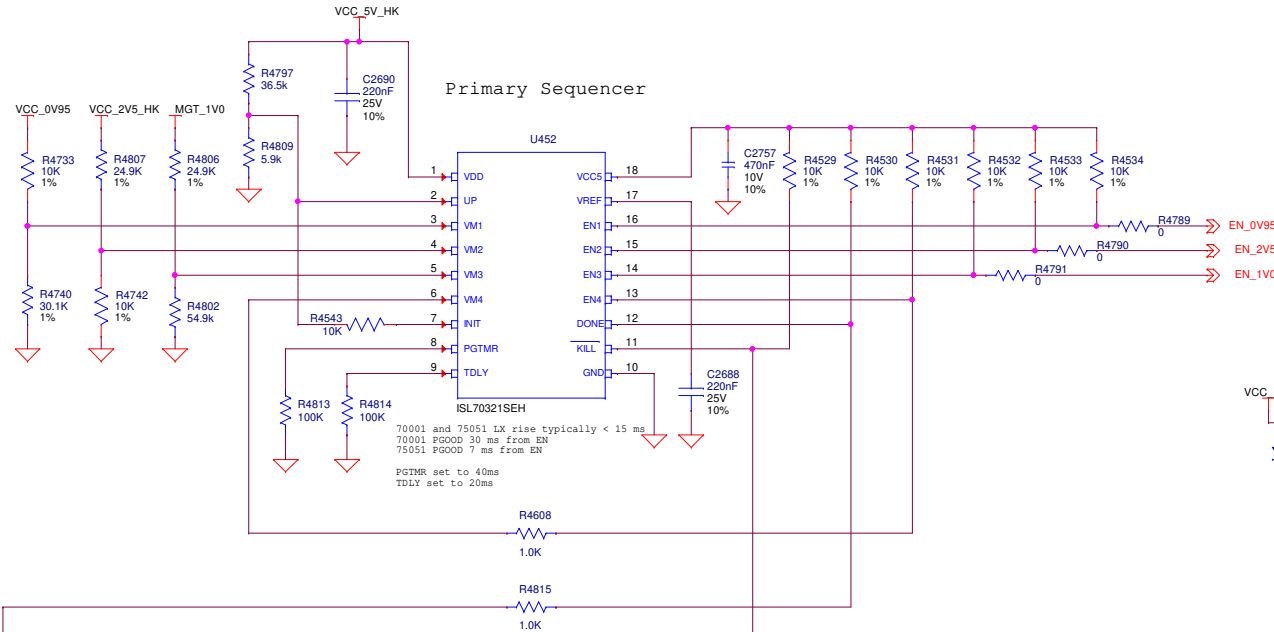 VCC_5V_HK
R4797
36.5k
C2690
220nF
25V
10%
Primary Sequencer
VCC_0V95
VCC_2V5_HK
MGT_1V0
R4733
10K
1%
R4807
24.9K
1%
R4806
24.9K
1%
R4809
5.9k
U452
1
VDD
2
UP
3
VM1
4
VM2
5
VM3
6
VM4
7
INIT
8
PGTMR
9
TDLY
VCC5
18
VREF
17
EN1
16
EN2
15
EN3
14
EN4
13
DONE
12
KILL
11
GND
10
ISL70321SEH
C2757
470nF
10V
10%
R4529
10K
1%
R4530
10K
1%
R4531
10K
1%
R4532
10K
1%
R4533
10K
1%
R4534
10K
1%
R4789
0
EN_0V95
R4790
0
EN_2V5
R4791
0
EN_1V0
R4740
30.1K
1%
R4742
10K
1%
R4802
54.9k
R4543
10K
R4813
100K
R4814
100K
C2688
220nF
25V
10%
VCC
70001 and 75051 LX rise typically < 15 ms
70001 PGOOD 30 ms from EN
75051 PGOOD 7 ms from EN
PGTMR set to 40ms
TDLY set to 20ms
R4608
1.0K
R4815
1.0K